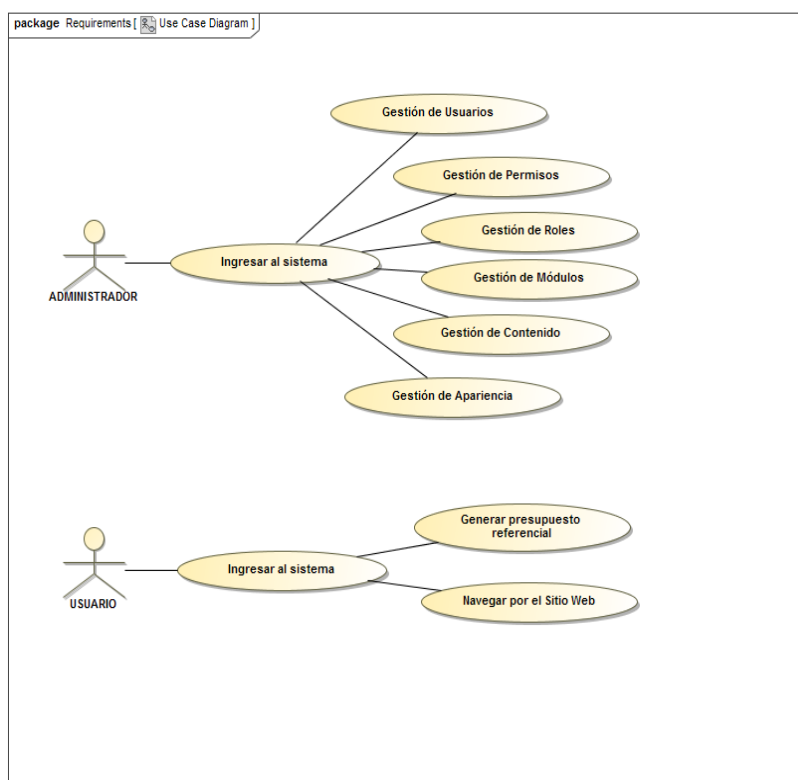 package Requirements [ Use Case Diagram ]
Gestión de Usuarios
Gestión de Permisos
Gestión de Roles
Ingresar al sistema
Gestión de Módulos
ADMINISTRADOR
Gestión de Contenido
Gestión de Apariencia
Generar presupuesto
referencial
Ingresar al sistema
Navegar por el Sitio Web
USUARIO